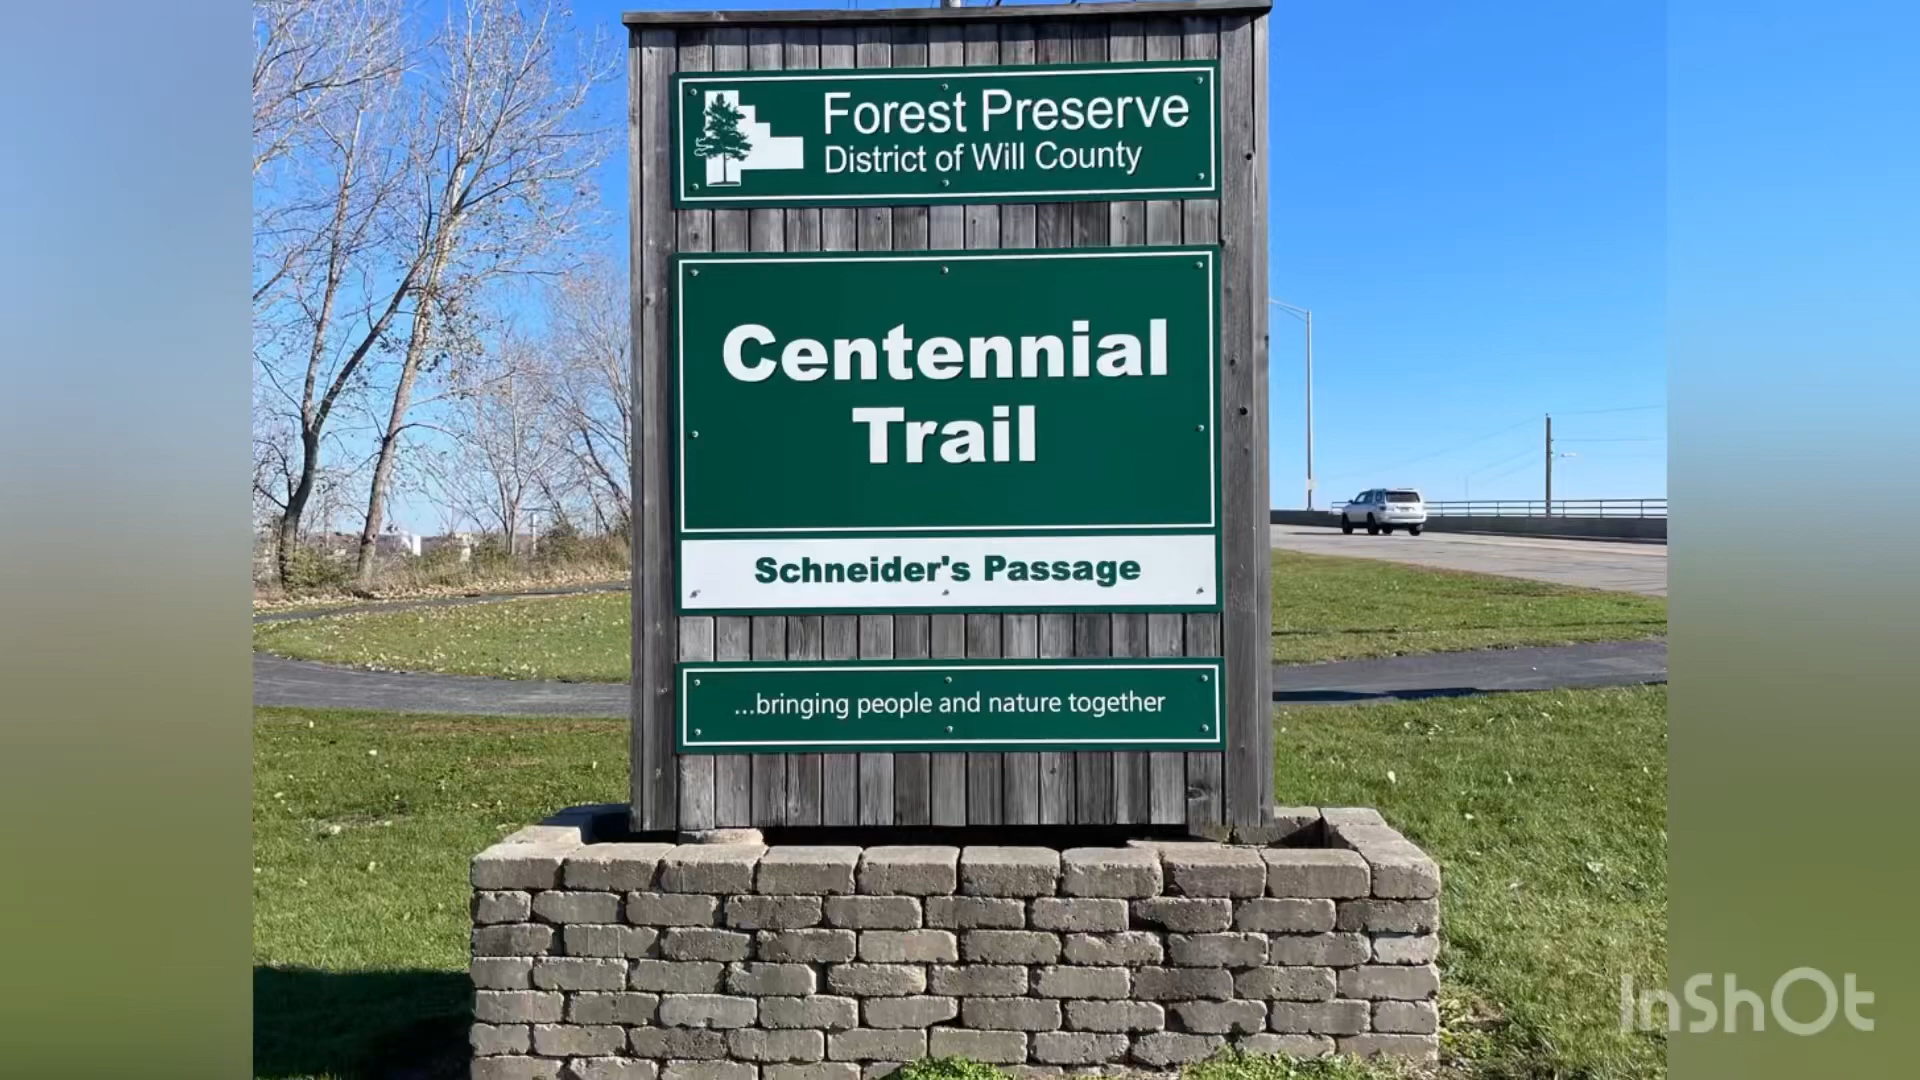 Forest Preserve
District of Will County
Centennial
Trail
Schneider's Passage
...bringing people and nature together
InShOt